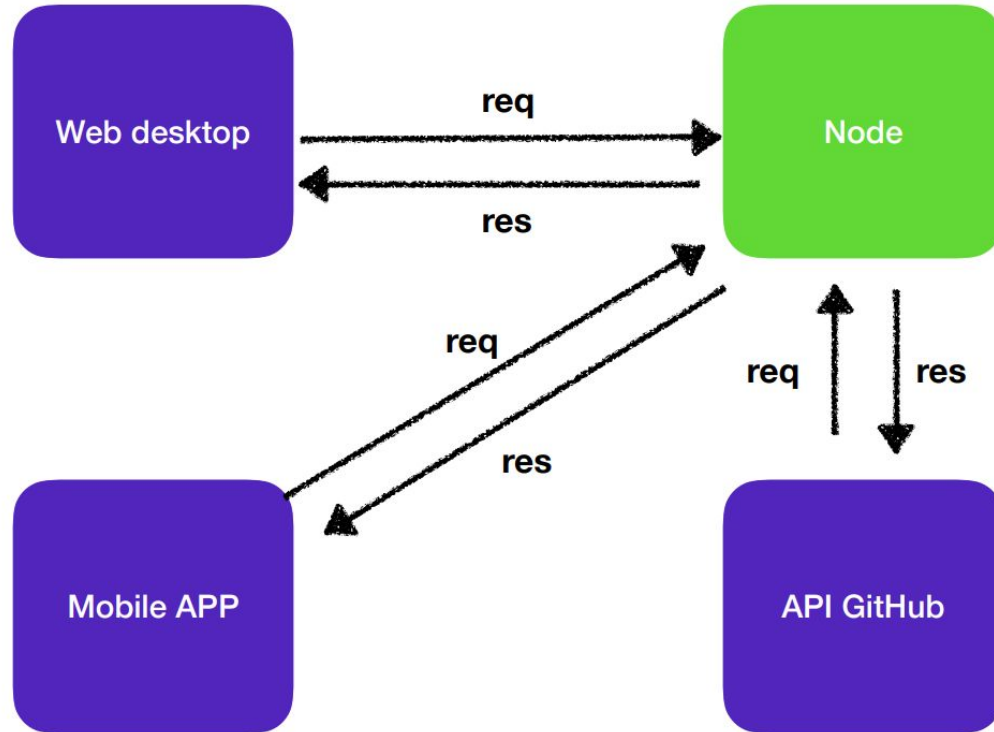 Web desktop
req
Node
res
req
req
res
res
Mobile APP
API GitHub